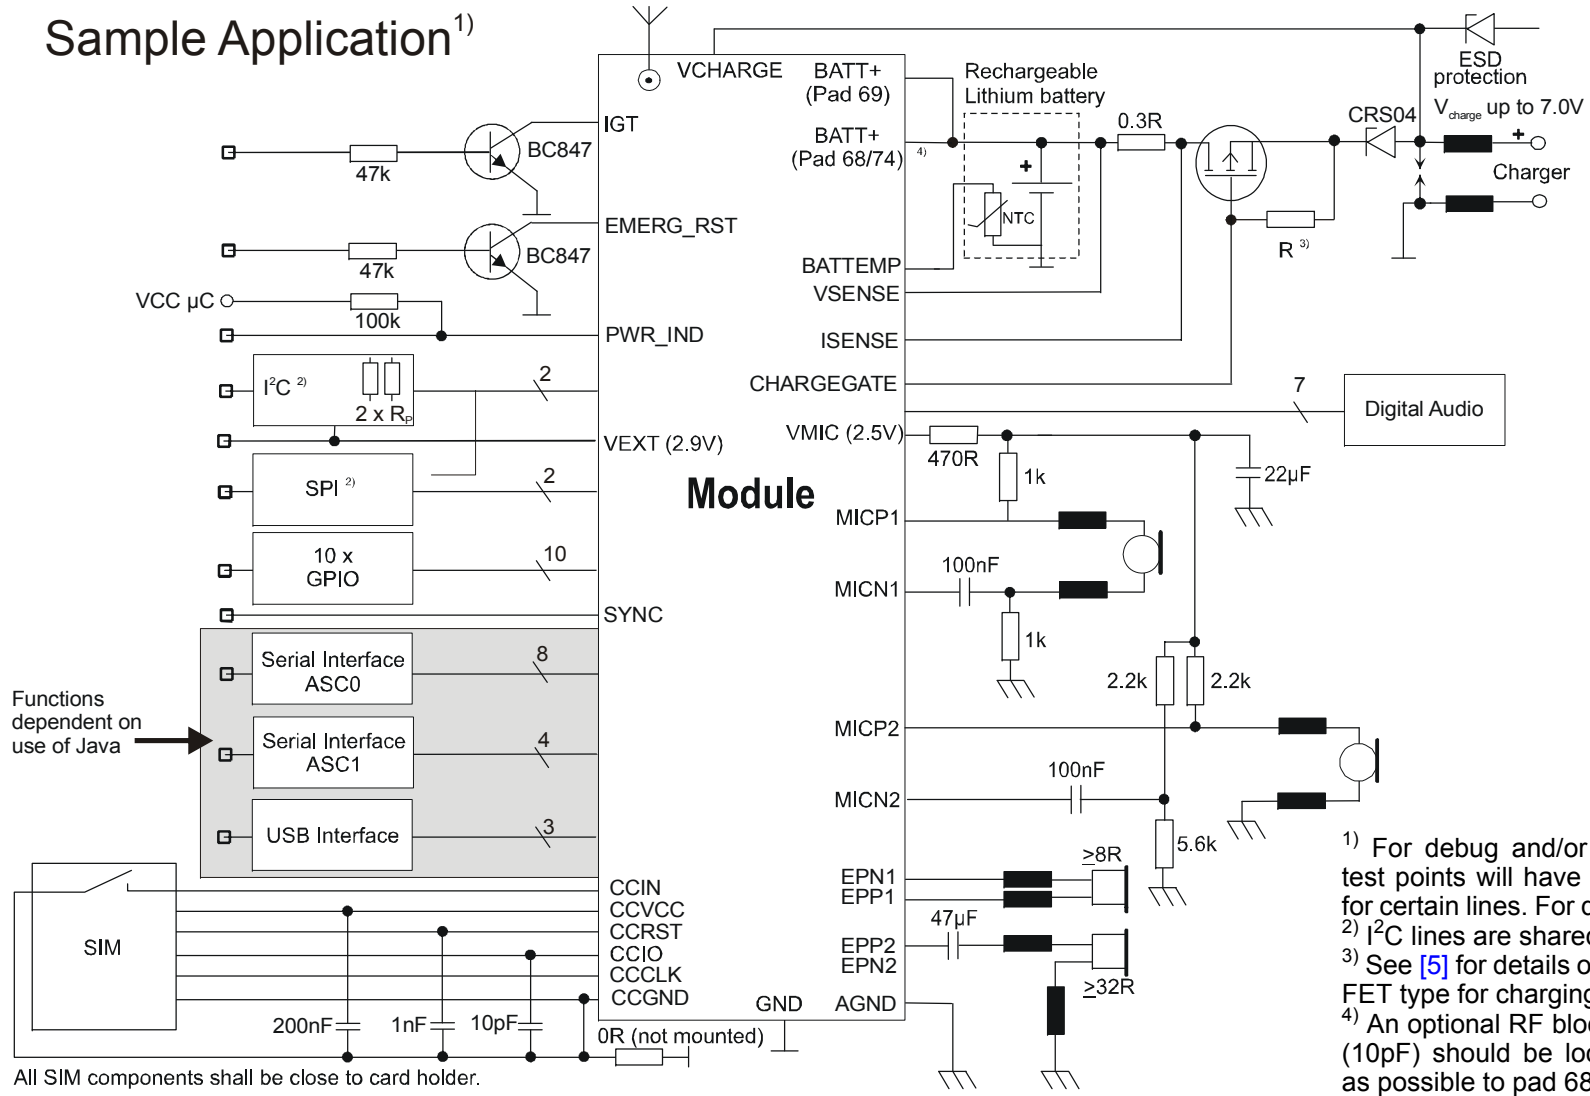 Sample Application1)
VCHARGE
BATT+
(Pad 69)
BATT+
(Pad 68/74)
4)
Rechargeable
Lithium battery
0.3R
CRS04
ESD
protection
Vcharge up to 7.0V
+
Charger
+
NTC
R 3)
IGT
BC847
47k
EMERG_RST
BC847
47k
VCC µC
100k
PWR_IND
BATTEMP
VSENSE
ISENSE
CHARGEGATE
I2C 2)
2 x RP
2
VEXT (2.9V)
SPI 2)
2
10 x
GPIO
10
SYNC
Module
7
Digital Audio
VMIC (2.5V)
470R
1k
22µF
MICP1
100nF
MICN1
1k
2.2k
2.2k
MICP2
100nF
MICN2
5.6k
Functions
dependent on
use of Java
Serial Interface
ASC0
8
Serial Interface
ASC1
4
USB Interface
3
SIM
CCIN
CCVCC
CCRST
CCIO
CCCLK
CCGND
200nF
1nF
10pF
0R (not mounted)
GND
AGND
EPN1
EPP1
≥8R
47µF
EPP2
EPN2
≥32R
All SIM components shall be close to card holder.
1) For debug and/or
test points will have
for certain lines. For
2) I2C lines are shared
3) See [5] for details
FET type for charging
4) An optional RF
(10pF) should be
as possible to pad 68